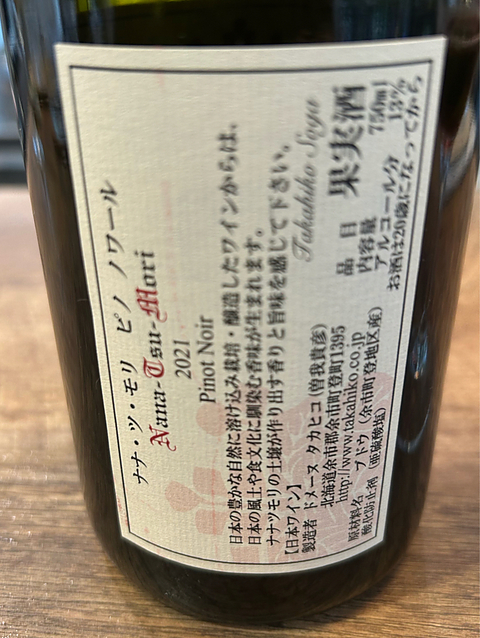 ナナ・ツ・モリ ピノ ノワール
Nana-Tsu-Mori
2021
Pinot Noir
日本の豊かな自然に溶け込み栽培・醸造したワインからは、
日本の風土や食文化に馴染む香味が生まれます。
ナナツモリの土壌が作り出す香りと旨味を感じて下さい。
Takahiko Soga
【日本ワイン】
製造者 ドメーヌ タカヒコ (曽我貴彦)
北海道余市郡余市町登町1395
http://www.takahiko.co.jp
原材料名 ブドウ (余市町登地区産)
酸化防止剤 (亜硫酸塩)
品目 果実酒
内容量 750ml
アルコール分 13%
お酒は20歳になってから